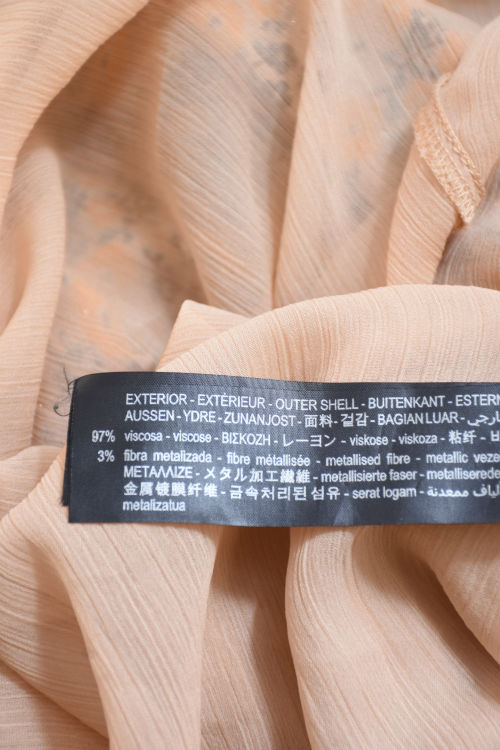 EXTERIOR - EXTÉRIEUR - OUTER SHELL - BUITENKANT - ESTERN
AUSSEN - YDRE - ZUNANJOST - 面料 - 겉감 - BAGIAN LUAR -
97% viscosa - viscose - ΒΙΣΚΟΖΗ - レーヨン - viskose - viskoza - 粘纤 -
3% fibra metalizada - fibre métallisée - metallised fibre - metallic veze
ΜΕΤΑΛΛΙΖΕ - メタル加工繊維 - metallisierte faser - metalliserede
金属镀膜纤维 - 금속처리된 섬유 - serat logam - ألياف ممعدنة -
metalizatua